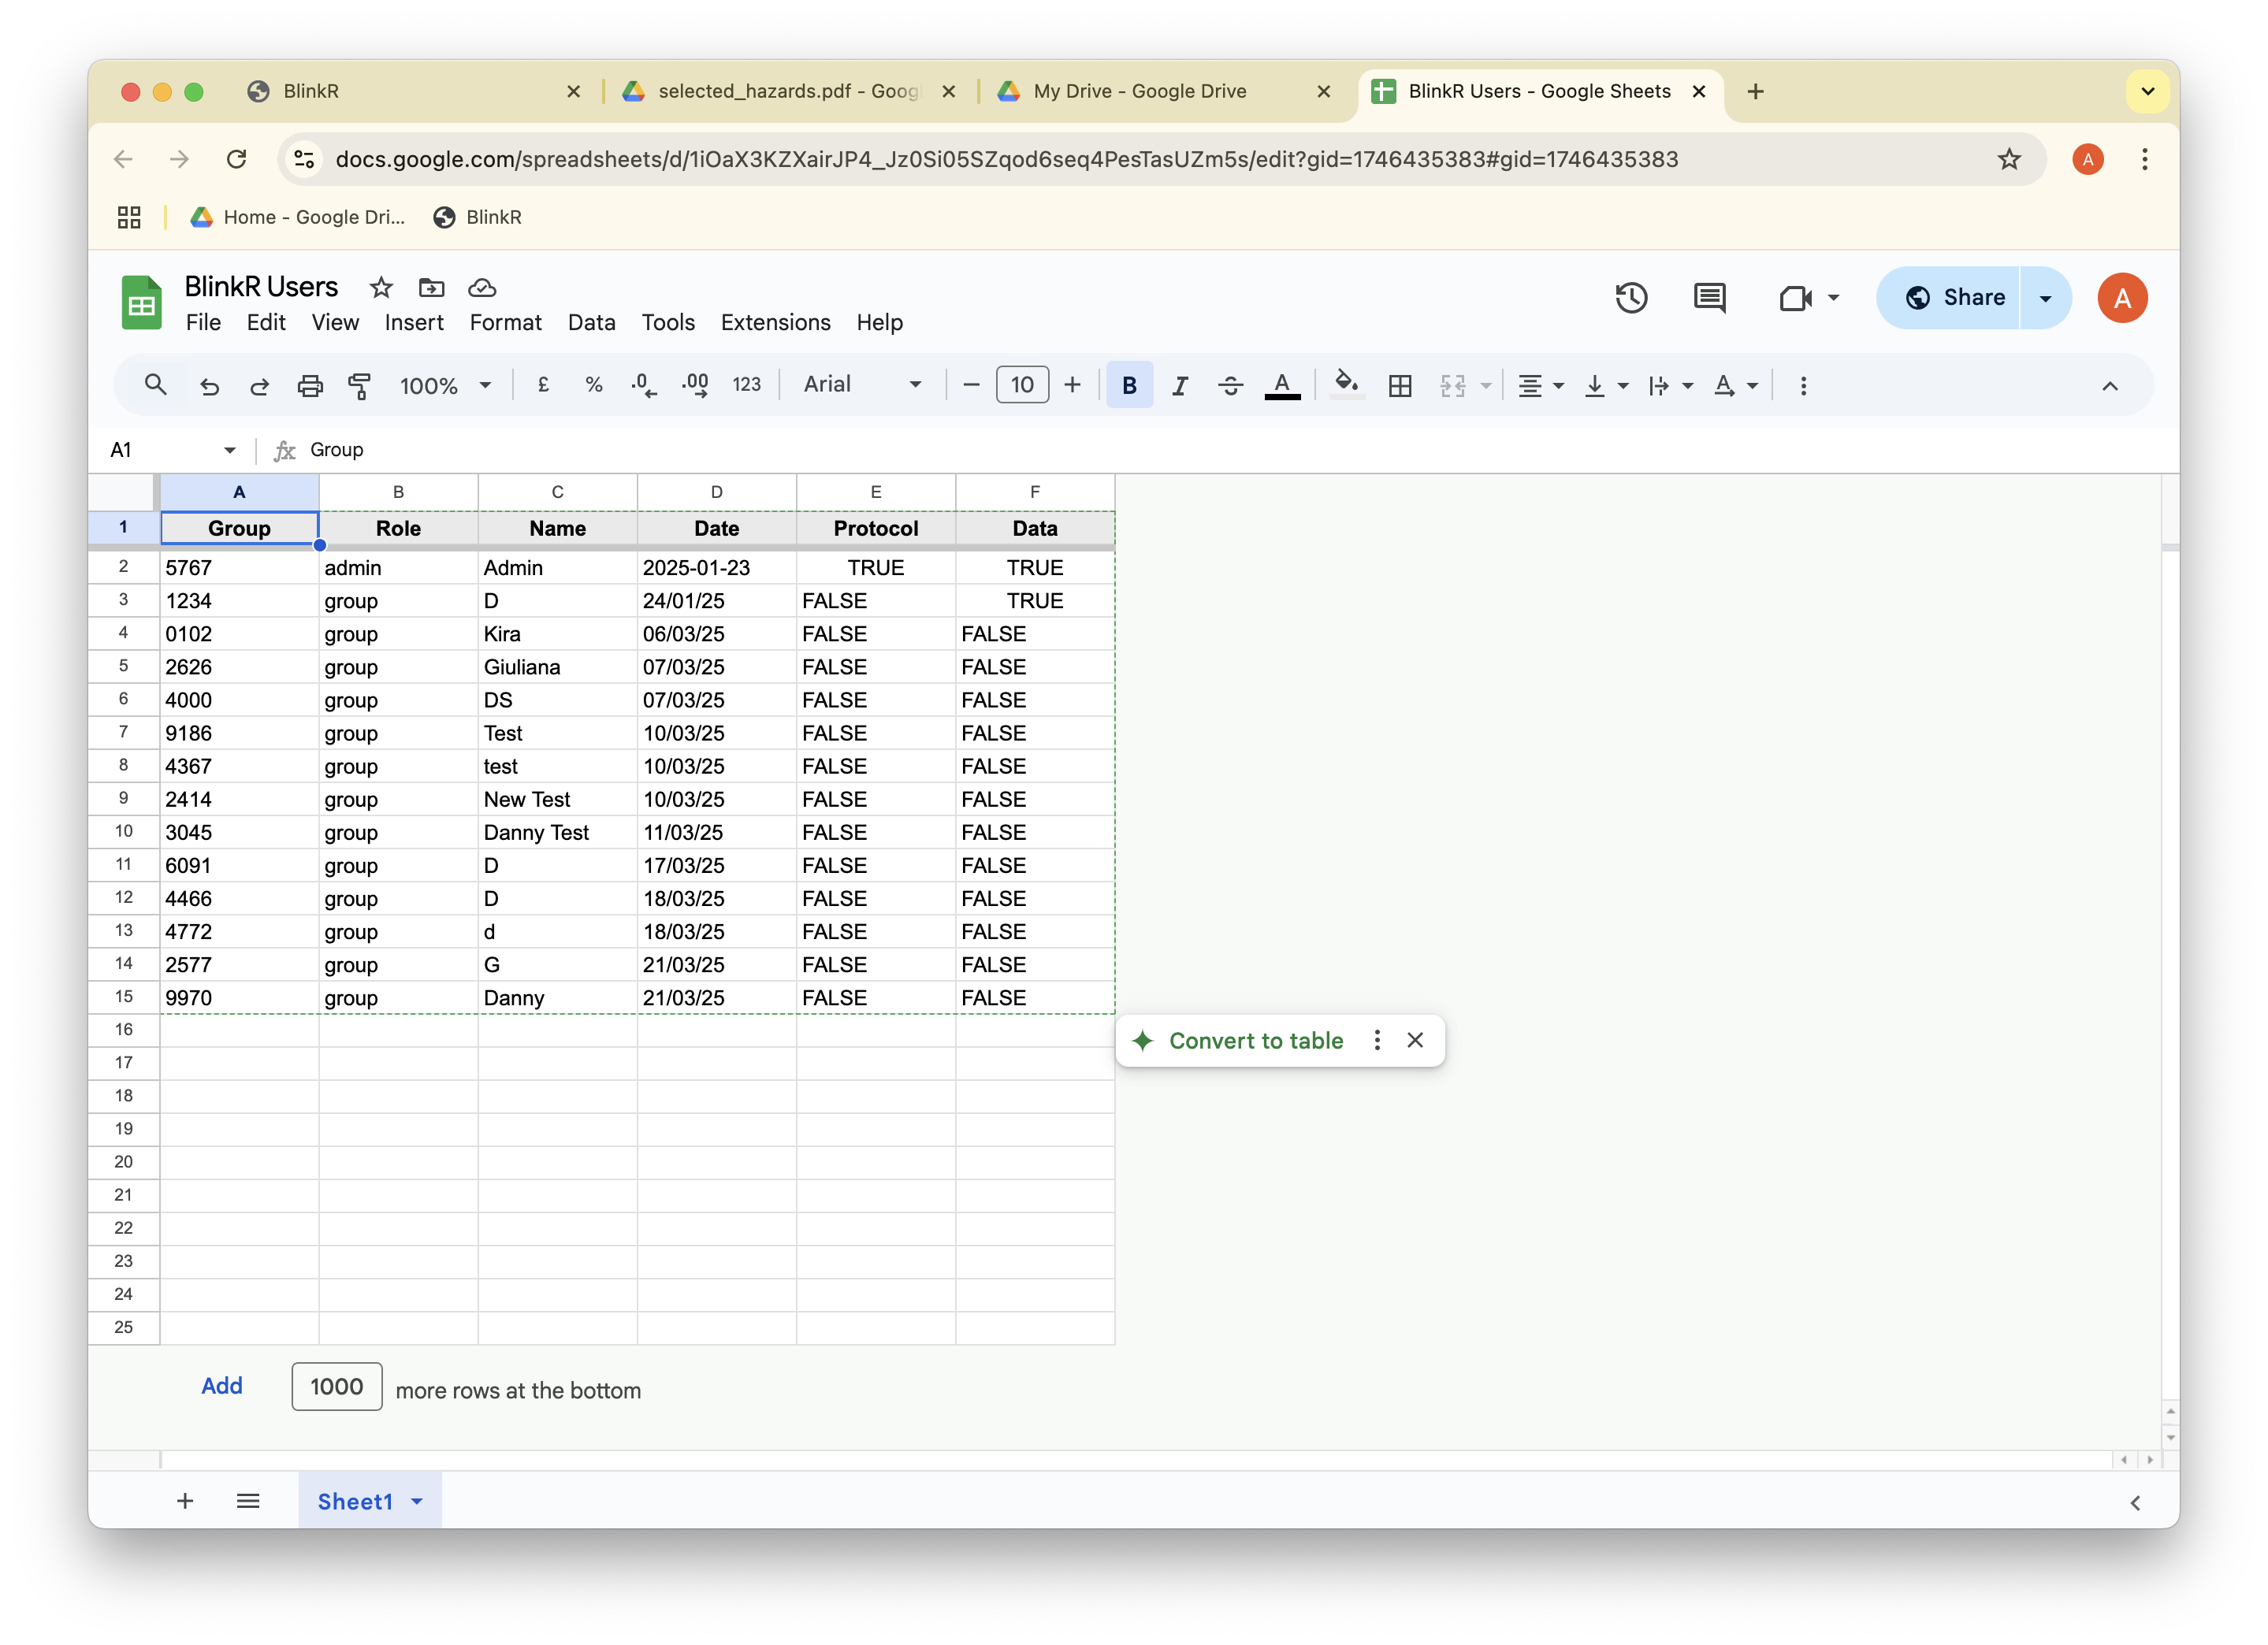 BlinkR selected_hazards.pdf - Goog My Drive - Google Drive BlinkR Users - Google Sheets
docs.google.com/spreadsheets/d/1iOaX3KZXairJP4_Jz0Si05SZqod6seq4PesTasUZm5s/edit?gid=1746435383#gid=1746435383 A
Home - Google Dri... BlinkR
BlinkR Users
File Edit View Insert Format Data Tools Extensions Help
Share A
100% £ % .0 .00 123 Arial 10 B I S A A
A1 fx Group
A B C D E F
1 Group Role Name Date Protocol Data
2 5767 admin Admin 2025-01-23 TRUE TRUE
3 1234 group D 24/01/25 FALSE TRUE
4 0102 group Kira 06/03/25 FALSE FALSE
5 2626 group Giuliana 07/03/25 FALSE FALSE
6 4000 group DS 07/03/25 FALSE FALSE
7 9186 group Test 10/03/25 FALSE FALSE
8 4367 group test 10/03/25 FALSE FALSE
9 2414 group New Test 10/03/25 FALSE FALSE
10 3045 group Danny Test 11/03/25 FALSE FALSE
11 6091 group D 17/03/25 FALSE FALSE
12 4466 group D 18/03/25 FALSE FALSE
13 4772 group d 18/03/25 FALSE FALSE
14 2577 group G 21/03/25 FALSE FALSE
15 9970 group Danny 21/03/25 FALSE FALSE
16
Convert to table
17
18
19
20
21
22
23
24
25
Add 1000 more rows at the bottom
Sheet1